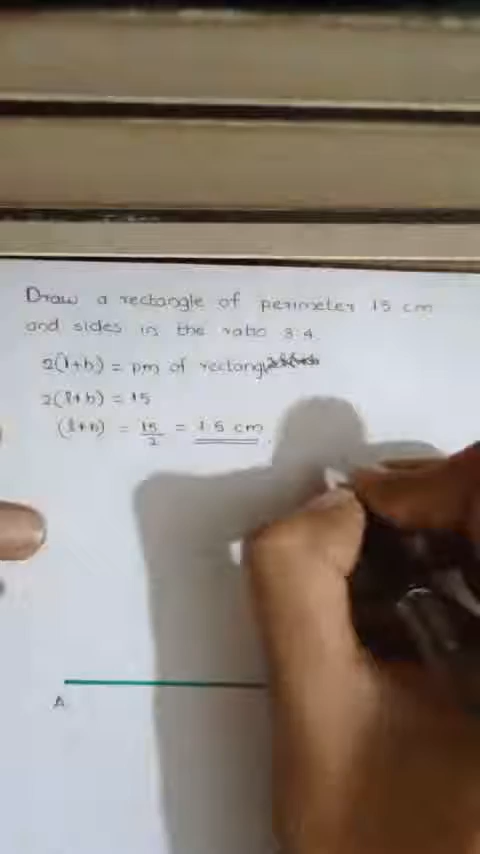 Draw a rectangle of perimeter 15 cm
and sides in the ratio 3:4.
2(l+b) = pm of rectangl
2(l+b) = 15
(l+b) = 15/2 = 7.5 cm.
A